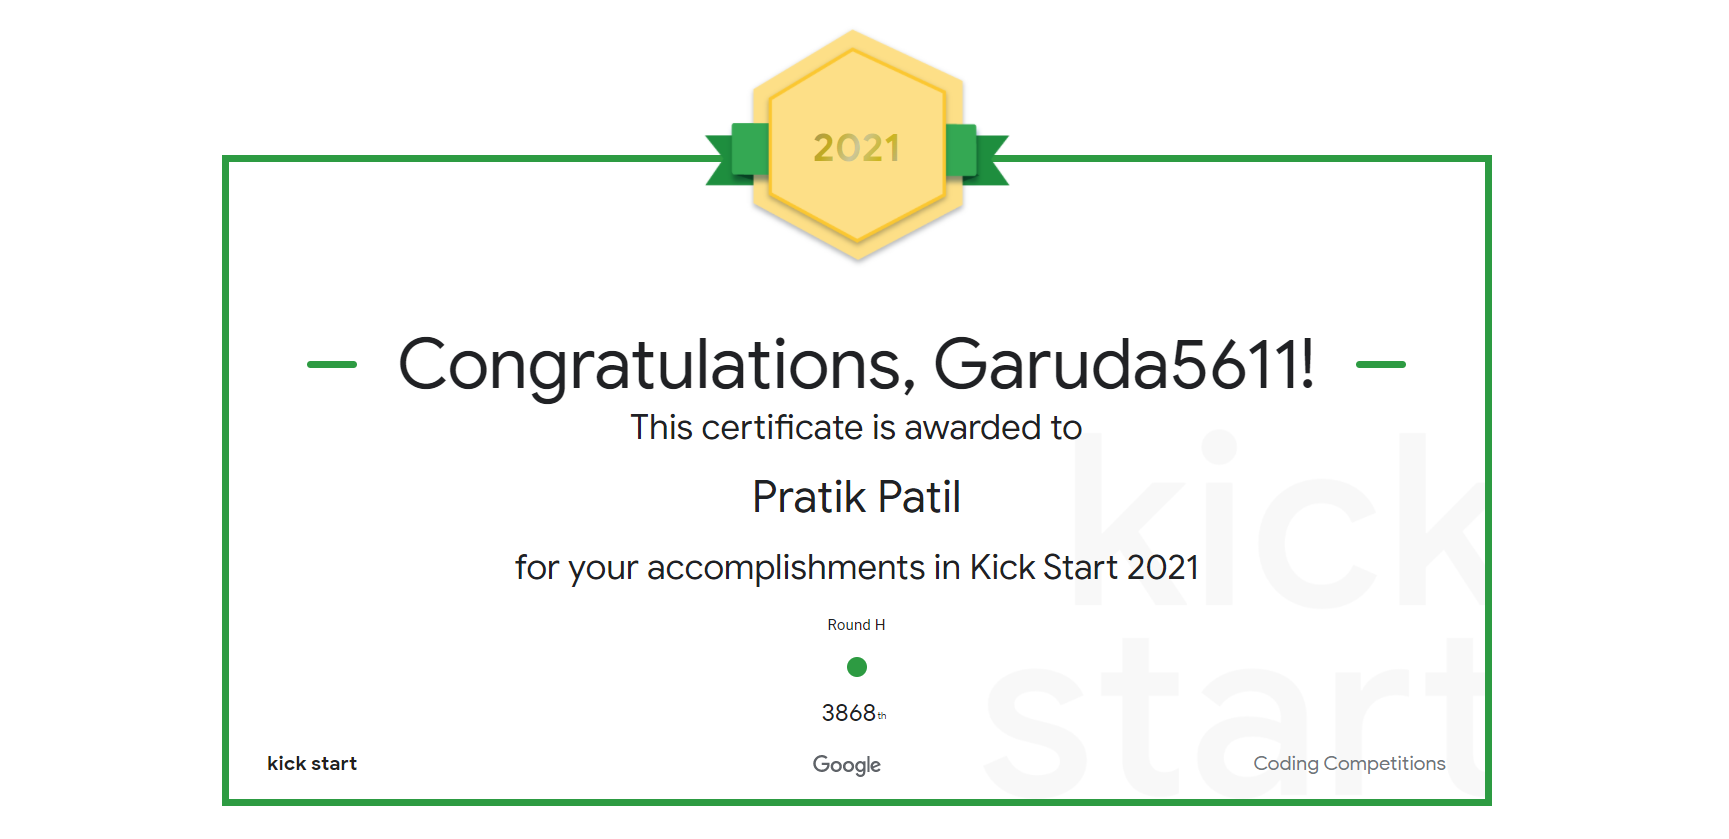 2021
Congratulations, Garuda5611!
This certificate is awarded to
Pratik Patil
for your accomplishments in Kick Start 2021
Round H
3868th
kick start
Google
Coding Competitions
kick
start